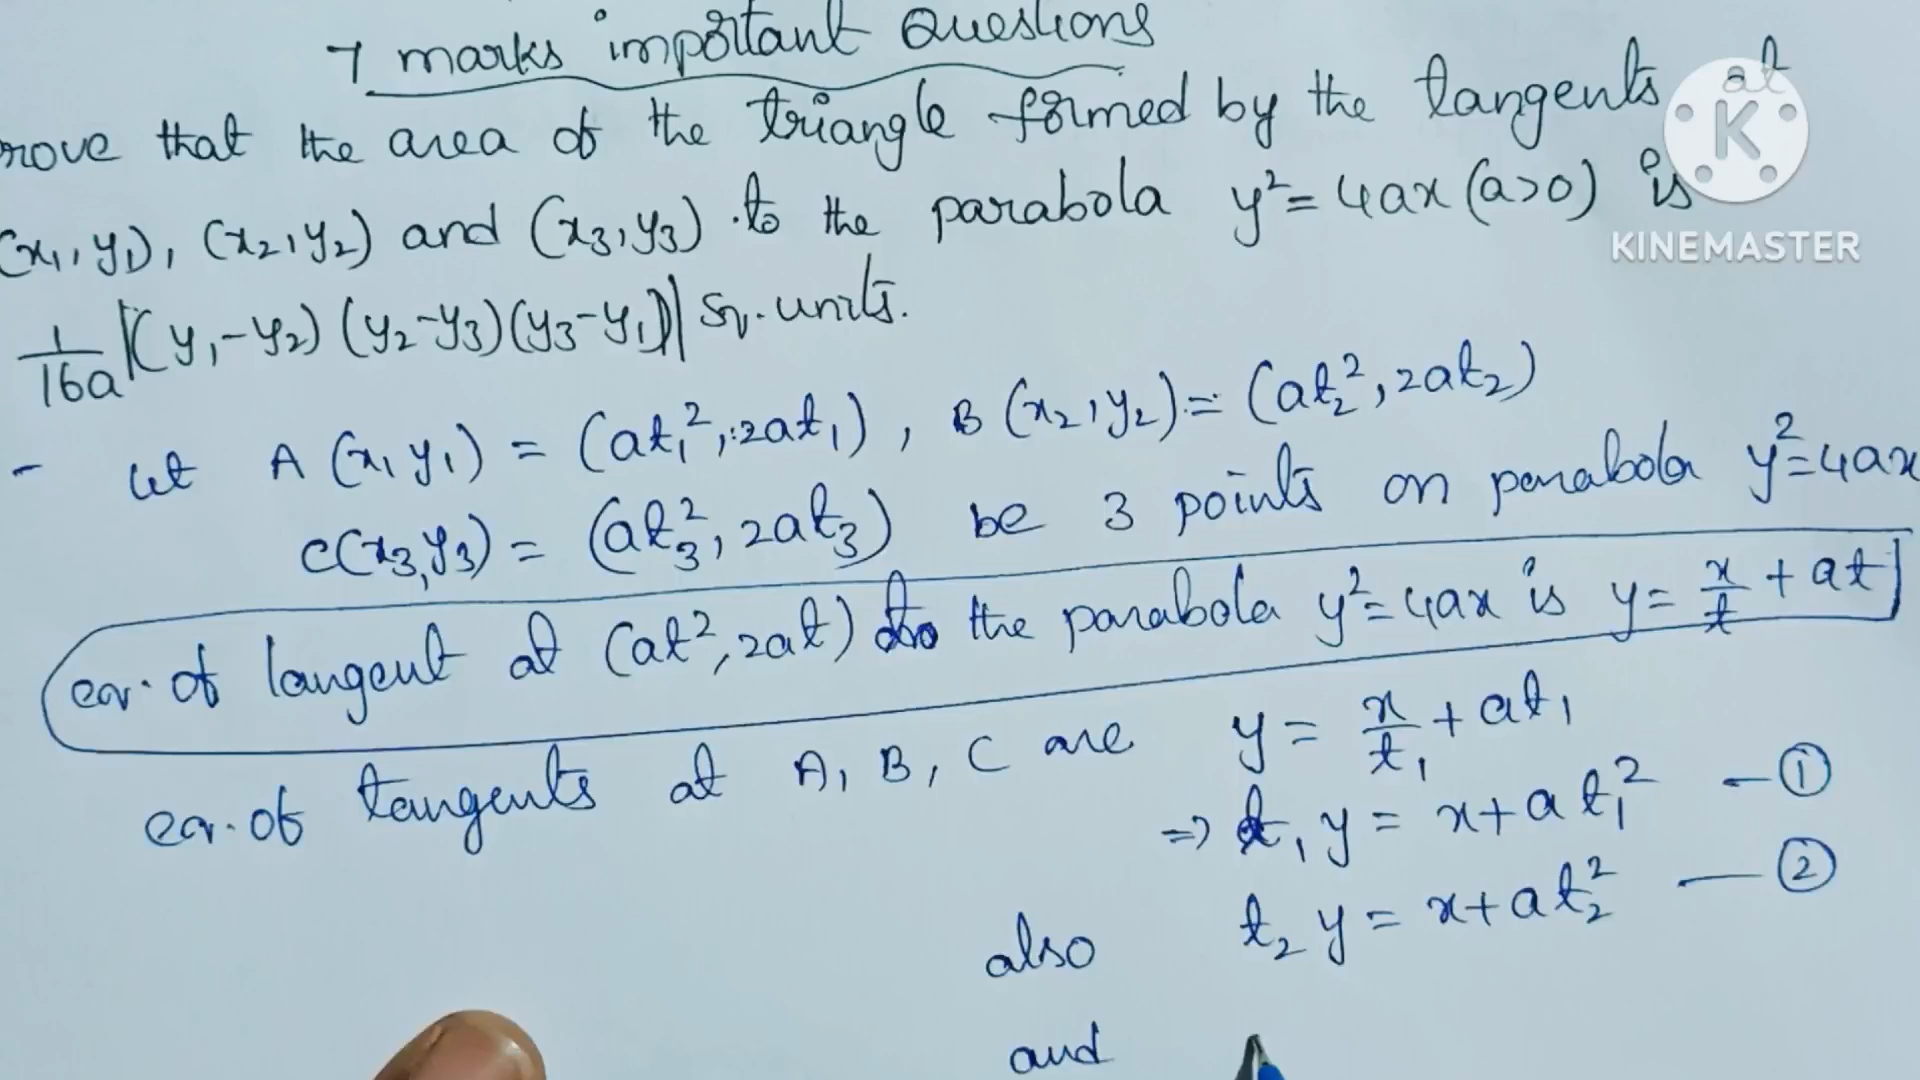 7 marks important Questions
rove that the area of the triangle formed by the tangents at
(x₁, y₁), (x₂, y₂) and (x₃, y₃) to the parabola y² = 4ax (a>0) is
1/16a |(y₁-y₂) (y₂-y₃) (y₃-y₁)| sq. units.
- let A (x₁ y₁) = (at₁², 2at₁), B (x₂, y₂) = (at₂², 2at₂)
C(x₃, y₃) = (at₃², 2at₃) be 3 points on parabola y² = 4ax
eq. of tangent at (at², 2at) to the parabola y² = 4ax is y = x/t + at
eq. of tangents at A, B, C are y = x/t₁ + at₁
⇒ t₁ y = x + a t₁² — ①
also t₂ y = x + a t₂² — ②
and
K
KINEMASTER